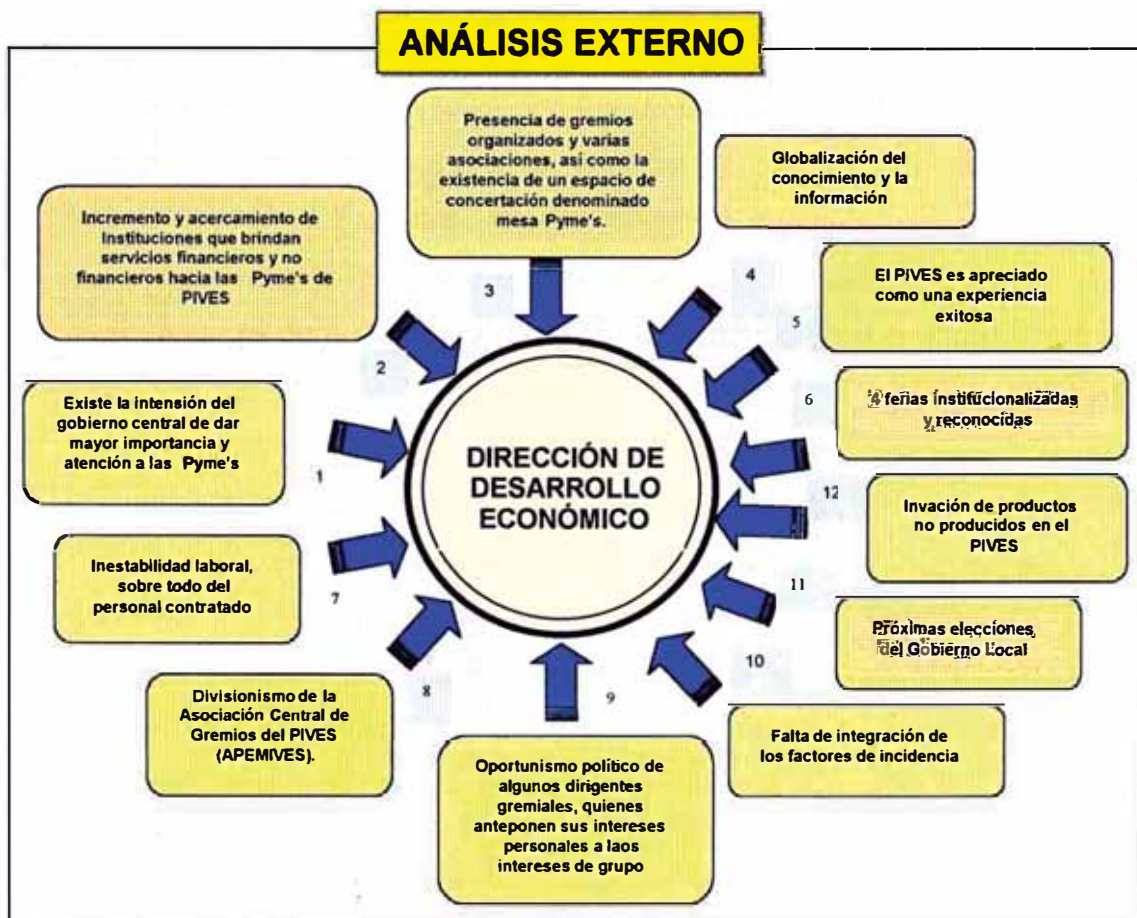 ANÁLISIS EXTERNO
Presencia de gremios
organizados y varias
asociaciones, así como la
existencia de un espacio de
concertación denominado
mesa Pyme's.
Globalización del
conocimiento y la
información
Incremento y acercamiento de
Instituciones que brindan
servicios financieros y no
financieros hacia las Pyme's de
PIVES
El PIVES es apreciado
como una experiencia
exitosa
Existe la intensión del
gobierno central de dar
mayor importancia y
atención a las Pyme's
4 ferias institucionalizadas
y reconocidas
DIRECCIÓN DE
DESARROLLO
ECONÓMICO
Invación de productos
no producidos en el
PIVES
Inestabilidad laboral,
sobre todo del
personal contratado
Próximas elecciones
del Gobierno Local
Divisionismo de la
Asociación Central de
Gremios del PIVES
(APEMIVES).
Oportunismo político de
algunos dirigentes
gremiales, quienes
anteponen sus intereses
personales a laos
intereses de grupo
Falta de integración de
los factores de incidencia
1
2
3
4
5
6
7
8
9
10
11
12